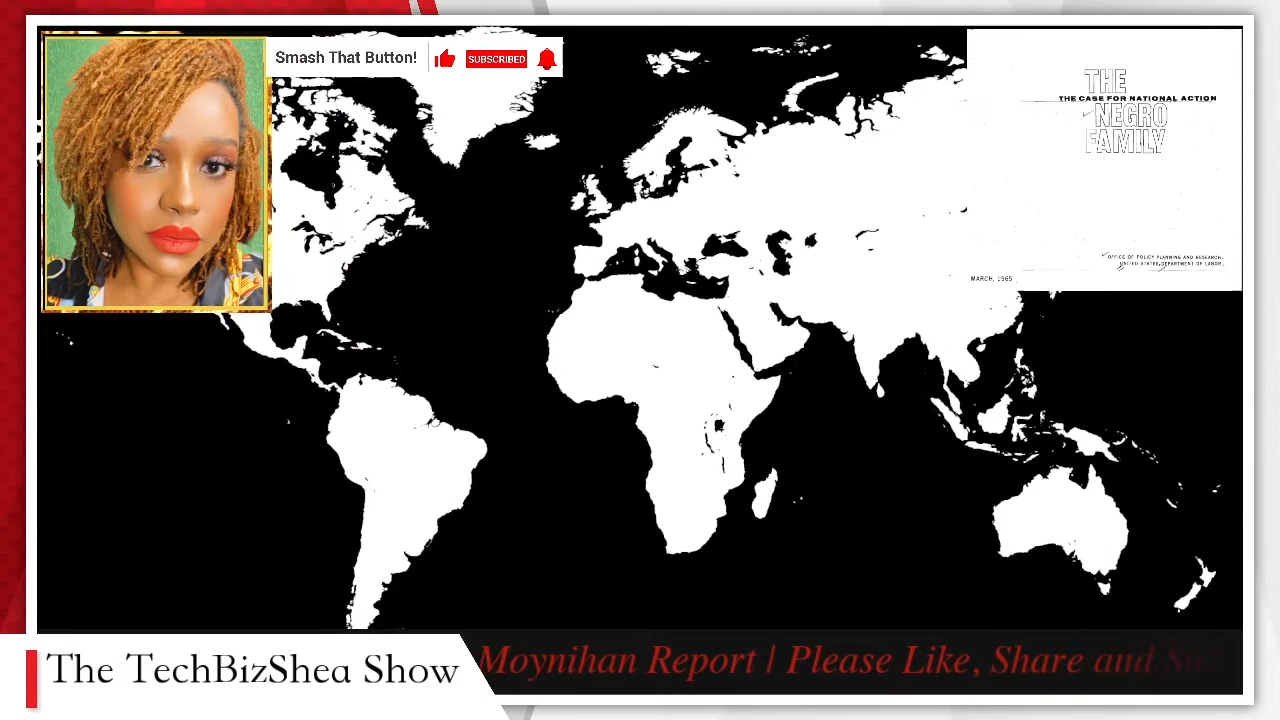 Smash That Button!
SUBSCRIBED
THE
THE CASE FOR NATIONAL ACTION
NEGRO
FAMILY
OFFICE OF POLICY PLANNING AND RESEARCH.
UNITED STATES DEPARTMENT OF LABOR.
MARCH, 1965
The TechBizShea Show
Moynihan Report | Please Like, Share and